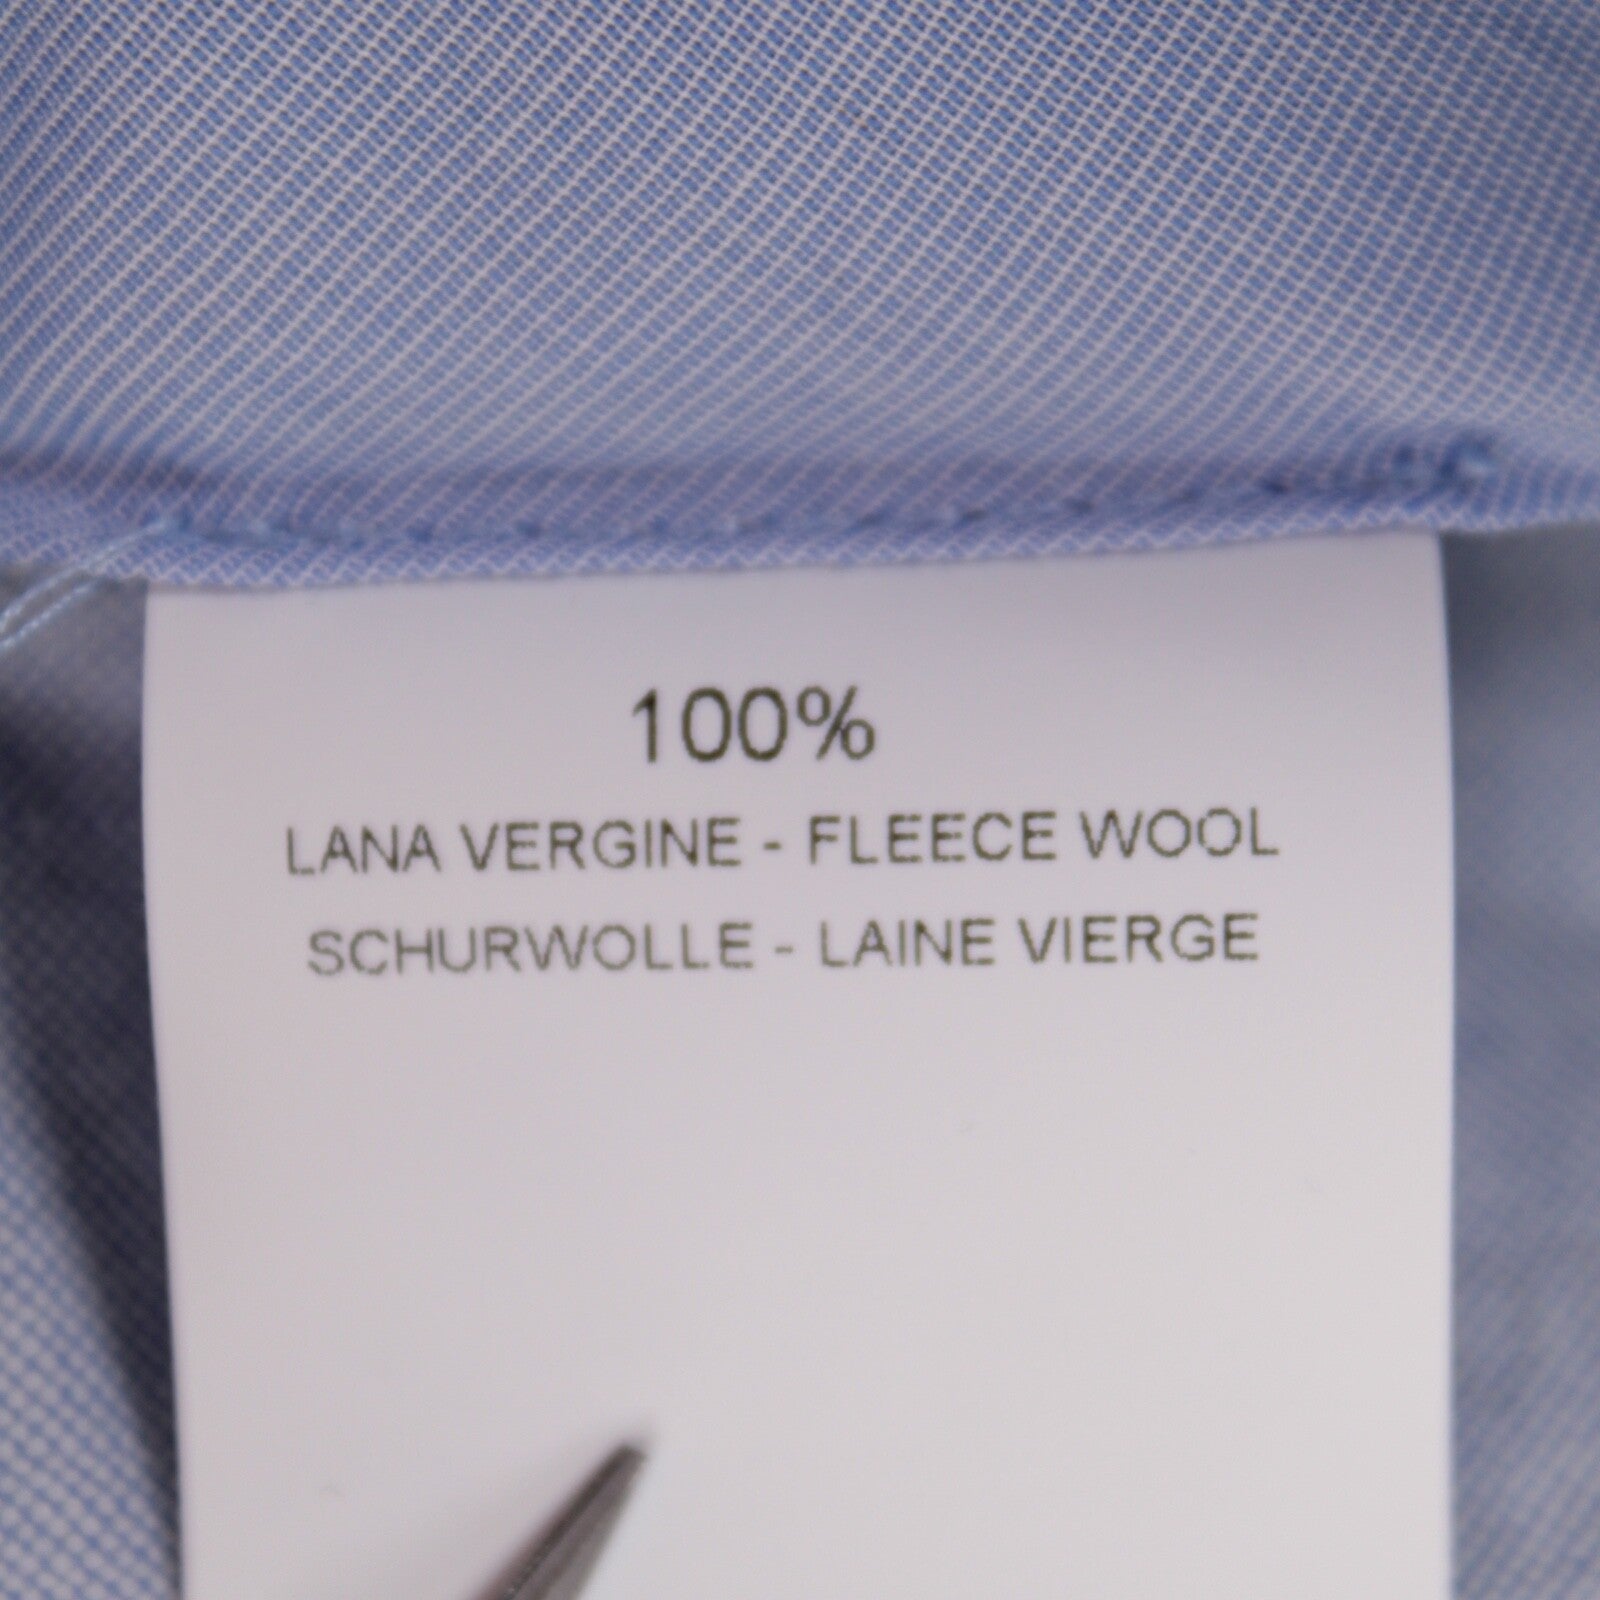 100%
LANA VERGINE - FLEECE WOOL
SCHURWOLLE - LAINE VIERGE